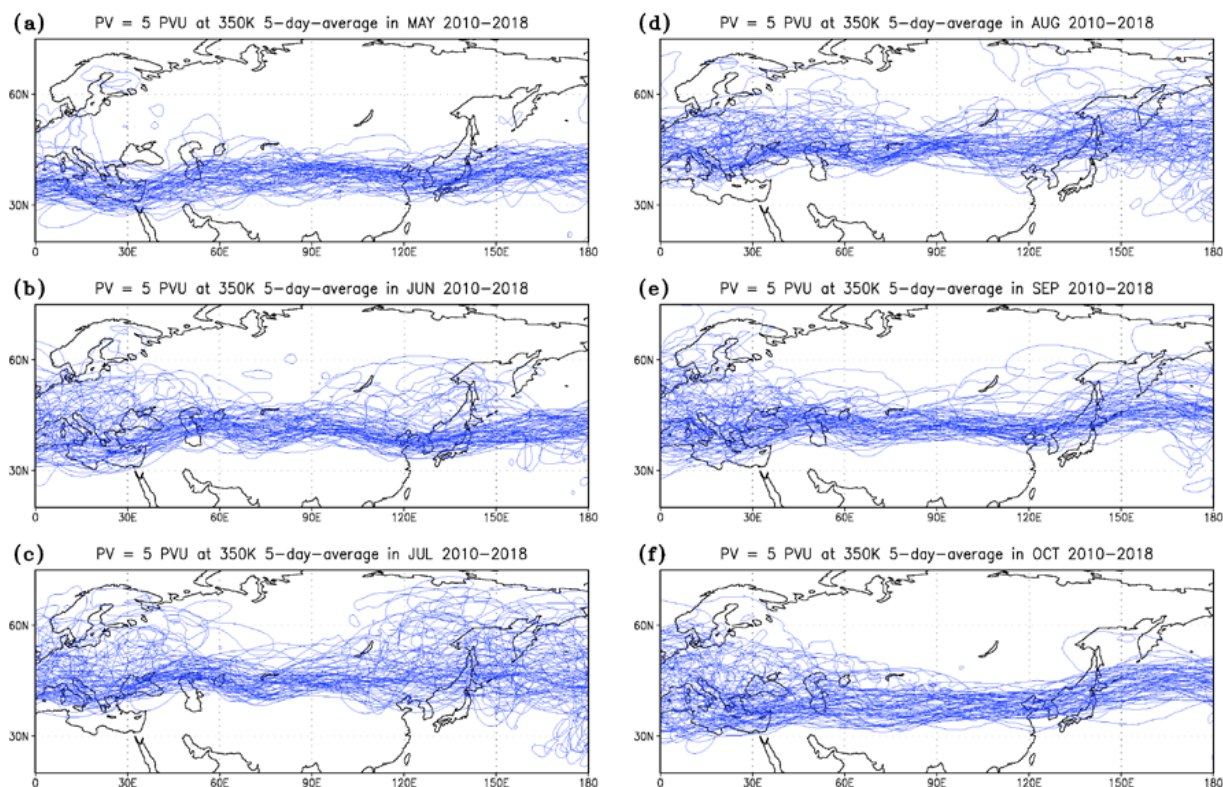 (a) PV = 5 PVU at 350K 5-day-average in MAY 2010-2018
60N
30N
0 30E 60E 90E 120E 150E 180
(b) PV = 5 PVU at 350K 5-day-average in JUN 2010-2018
60N
30N
0 30E 60E 90E 120E 150E 180
(c) PV = 5 PVU at 350K 5-day-average in JUL 2010-2018
60N
30N
0 30E 60E 90E 120E 150E 180
(d) PV = 5 PVU at 350K 5-day-average in AUG 2010-2018
60N
30N
0 30E 60E 90E 120E 150E 180
(e) PV = 5 PVU at 350K 5-day-average in SEP 2010-2018
60N
30N
0 30E 60E 90E 120E 150E 180
(f) PV = 5 PVU at 350K 5-day-average in OCT 2010-2018
60N
30N
0 30E 60E 90E 120E 150E 180